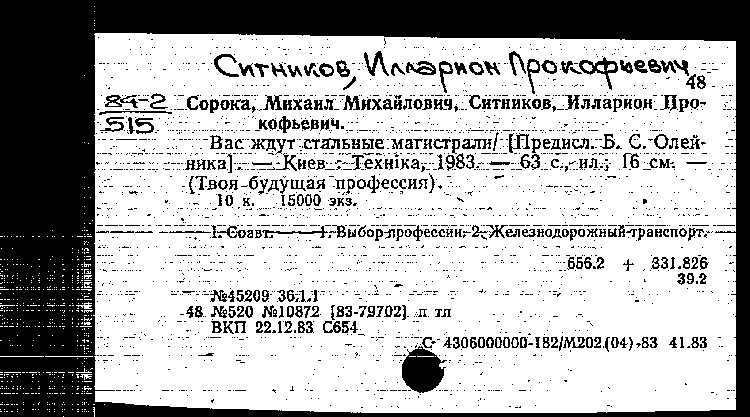 Ситников, Илларион Прокофьевич
48
84-2
515
Сорока, Михаил Михайлович, Ситников, Илларион Про-
кофьевич.
Вас ждут стальные магистрали/ [Предисл. Б. С. Олей-
ника]. — Киев : Техніка, 1983. — 63 с., ил.; 16 см. —
(Твоя будущая профессия).
10 к. 15000 экз.
I. Соавт. — — 1. Выбор профессии. 2. Железнодорожный транспорт.
656.2 + 331.826
39.2
№45209 36.1.1
48 №520 №10872 [83-79702] п тл
ВКП 22.12.83 С654
С 4306000000-182/М202(04)-83 41.83